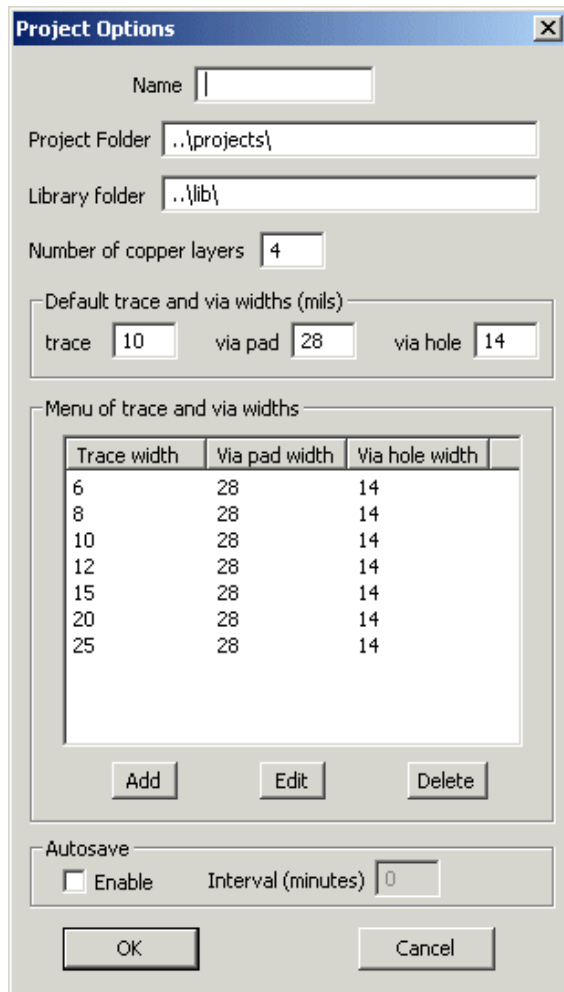 Project Options
Name
Project Folder ..\projects\
Library folder ..\lib\
Number of copper layers 4
Default trace and via widths (mils)
trace 10 via pad 28 via hole 14
Menu of trace and via widths
Trace width Via pad width Via hole width
6 28 14
8 28 14
10 28 14
12 28 14
15 28 14
20 28 14
25 28 14
Add Edit Delete
Autosave
Enable Interval (minutes) 0
OK Cancel